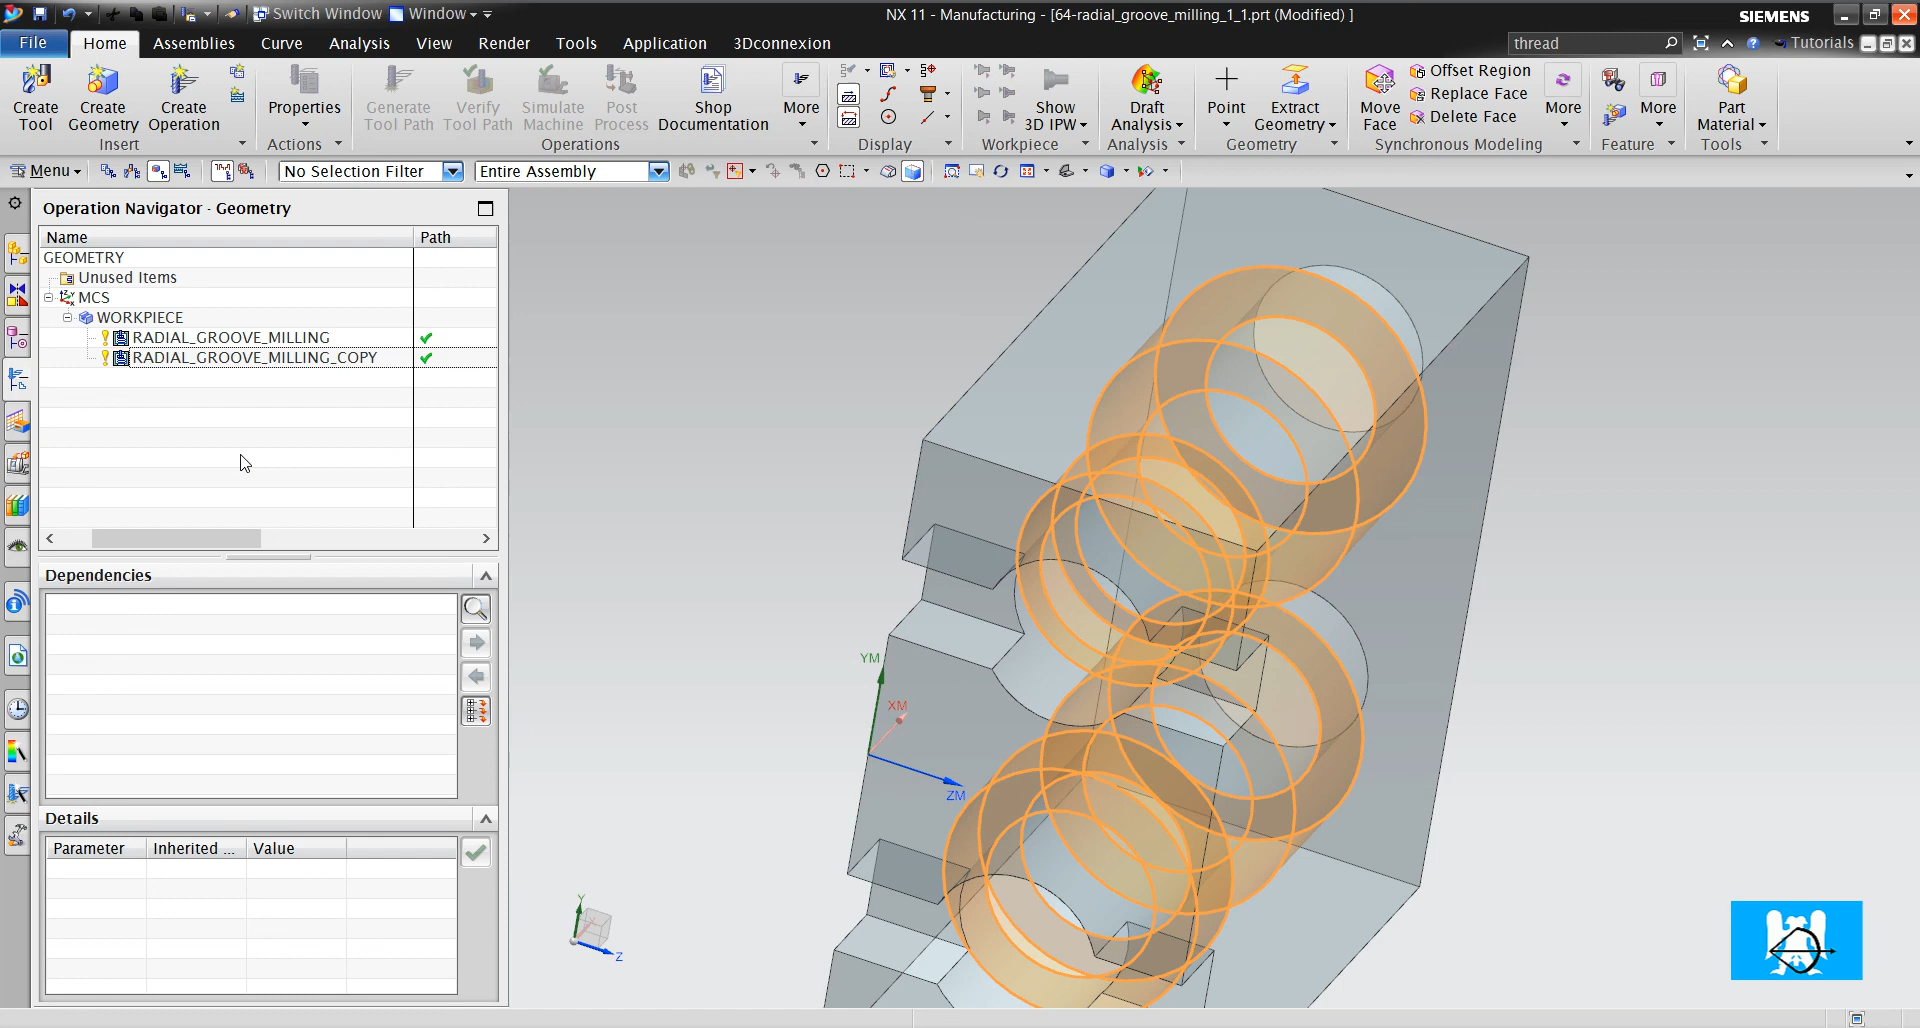 Switch Window Window
NX 11 - Manufacturing - [64-radial_groove_milling_1_1.prt (Modified) ]
SIEMENS
File Home Assemblies Curve Analysis View Render Tools Application 3Dconnexion
thread
Tutorials
Create Tool
Create Geometry
Create Operation
Insert
Properties
Actions
Generate Tool Path
Verify Tool Path
Simulate Machine
Post Process
Shop Documentation
More
Operations
Display
Show 3D IPW
Workpiece
Draft Analysis
Analysis
Point
Extract Geometry
Geometry
Move Face
Offset Region
Replace Face
Delete Face
More
Synchronous Modeling
More
Feature
Part Material
Tools
Menu
No Selection Filter
Entire Assembly
Operation Navigator - Geometry
Name Path
GEOMETRY
Unused Items
MCS
WORKPIECE
RADIAL_GROOVE_MILLING
RADIAL_GROOVE_MILLING_COPY
Dependencies
Details
Parameter Inherited ... Value
YM
XM
ZM
Y
Z